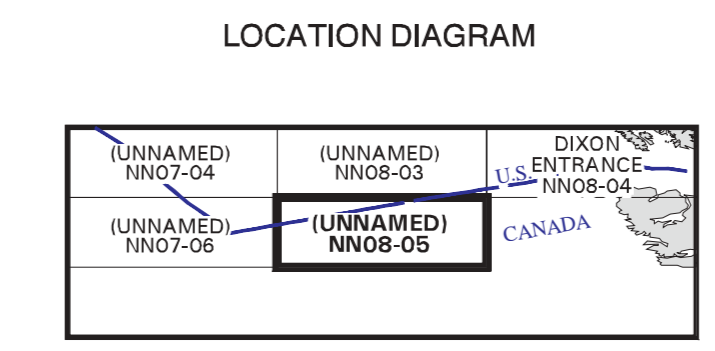 LOCATION DIAGRAM
(UNNAMED)
NN07-04
(UNNAMED)
NN08-03
DIXON
ENTRANCE
NN08-04
U.S.
(UNNAMED)
NN07-06
(UNNAMED)
NN08-05
CANADA